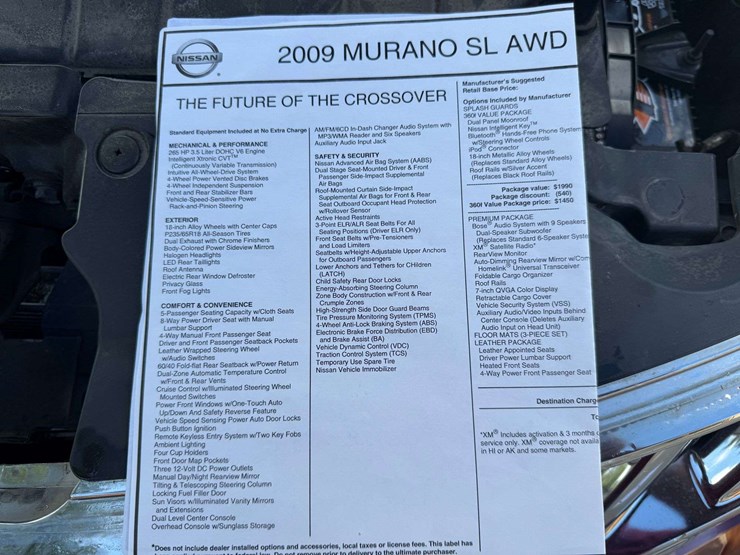 NISSAN
2009 MURANO SL AWD
THE FUTURE OF THE CROSSOVER
Standard Equipment Included at No Extra Charge
MECHANICAL & PERFORMANCE
265 HP 3.5 Liter DOHC V6 Engine
Intelligent Xtronic CVT™
(Continuously Variable Transmission)
Intuitive All-Wheel-Drive System
4-Wheel Power Vented Disc Brakes
4-Wheel Independent Suspension
Front and Rear Stabilizer Bars
Vehicle-Speed-Sensitive Power
Rack-and-Pinion Steering
EXTERIOR
18-inch Alloy Wheels with Center Caps
P235/65R18 All-Season Tires
Dual Exhaust with Chrome Finishers
Body-Colored Power Sideview Mirrors
Halogen Headlights
LED Rear Taillights
Roof Antenna
Electric Rear Window Defroster
Privacy Glass
Front Fog Lights
COMFORT & CONVENIENCE
5-Passenger Seating Capacity w/Cloth Seats
8-Way Power Driver Seat with Manual
Lumbar Support
4-Way Manual Front Passenger Seat
Driver and Front Passenger Seatback Pockets
Leather Wrapped Steering Wheel
w/Audio Switches
60/40 Fold-flat Rear Seatback w/Power Return
Dual-Zone Automatic Temperature Control
w/Front & Rear Vents
Cruise Control w/Illuminated Steering Wheel
Mounted Switches
Power Front Windows w/One-Touch Auto
Up/Down And Safety Reverse Feature
Vehicle Speed Sensing Power Auto Door Locks
Push Button Ignition
Remote Keyless Entry System w/Two Key Fobs
Ambient Lighting
Four Cup Holders
Front Door Map Pockets
Three 12-Volt DC Power Outlets
Manual Day/Night Rearview Mirror
Tilting & Telescoping Steering Column
Locking Fuel Filler Door
Sun Visors w/Illuminated Vanity Mirrors
and Extensions
Dual Level Center Console
Overhead Console w/Sunglass Storage
AM/FM/6CD In-Dash Changer Audio System with
MP3/WMA Reader and Six Speakers
Auxiliary Audio Input Jack
SAFETY & SECURITY
Nissan Advanced Air Bag System (AABS)
Dual Stage Seat-Mounted Driver & Front
Passenger Side-Impact Supplemental
Air Bags
Roof-Mounted Curtain Side-Impact
Supplemental Air Bags for Front & Rear
Seat Outboard Occupant Head Protection
w/Rollover Sensor
Active Head Restraints
3-Point ELR/ALR Seat Belts For All
Seating Positions (Driver ELR Only)
Front Seat Belts w/Pre-Tensioners
and Load Limiters
Seatbelts w/Height-Adjustable Upper Anchors
for Outboard Passengers
Lower Anchors and Tethers for CHildren
(LATCH)
Child Safety Rear Door Locks
Energy-Absorbing Steering Column
Zone Body Construction w/Front & Rear
Crumple Zones
High-Strength Side Door Guard Beams
Tire Pressure Monitoring System (TPMS)
4-Wheel Anti-Lock Braking System (ABS)
Electronic Brake Force Distribution (EBD)
and Brake Assist (BA)
Vehicle Dynamic Control (VDC)
Traction Control System (TCS)
Temporary Use Spare Tire
Nissan Vehicle Immobilizer
Manufacturer's Suggested
Retail Base Price:
Options Included by Manufacturer
SPLASH GUARDS
360I VALUE PACKAGE
Dual Panel Moonroof
Nissan Intelligent Key™
Bluetooth® Hands-Free Phone System
w/Steering Wheel Controls
iPod® Connector
18-inch Metallic Alloy Wheels
(Replaces Standard Alloy Wheels)
Roof Rails w/Silver Accent
(Replaces Black Roof Rails)
Package value: $1990
Package discount: (540)
360I Value Package price: $1450
PREMIUM PACKAGE
Bose® Audio System with 9 Speakers
Dual-Speaker Subwoofer
(Replaces Standard 6-Speaker Syste
XM® Satellite Radio*
RearView Monitor
Auto-Dimming Rearview Mirror w/Com
Homelink® Universal Transceiver
Foldable Cargo Organizer
Roof Rails
7-inch QVGA Color Display
Retractable Cargo Cover
Vehicle Security System (VSS)
Auxiliary Audio/Video Inputs Behind
Center Console (Deletes Auxiliary
Audio Input on Head Unit)
FLOOR MATS (3-PIECE SET)
LEATHER PACKAGE
Leather Appointed Seats
Driver Power Lumbar Support
Heated Front Seats
4-Way Power Front Passenger Seat
Destination Charg
To
*XM® Includes activation & 3 months
service only. XM® coverage not availa
in HI or AK and some markets.
*Does not include dealer installed options and accessories, local taxes or license fees. This label has
prior to delivery to the ultimate purchaser.